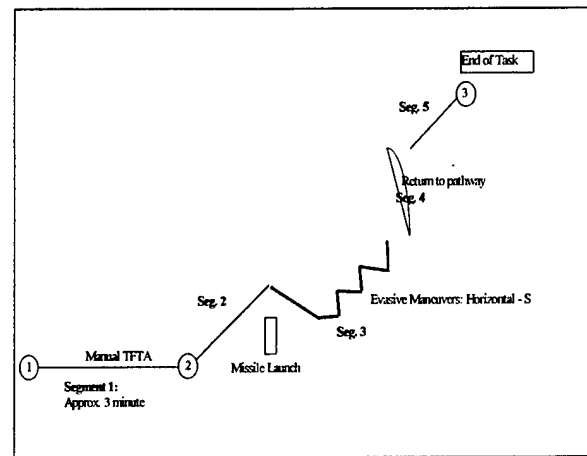 End of Task
3
Seg. 5
Return to pathway
Seg. 4
Seg. 2
Evasive Maneuvers: Horizontal - S
Seg. 3
Manual TFTA
1
2
Missile Launch
Segment 1:
Approx. 3 minute